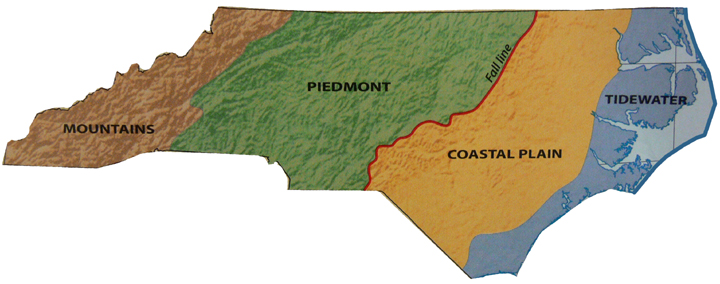 Fall line
PIEDMONT
TIDEWATER
MOUNTAINS
COASTAL PLAIN